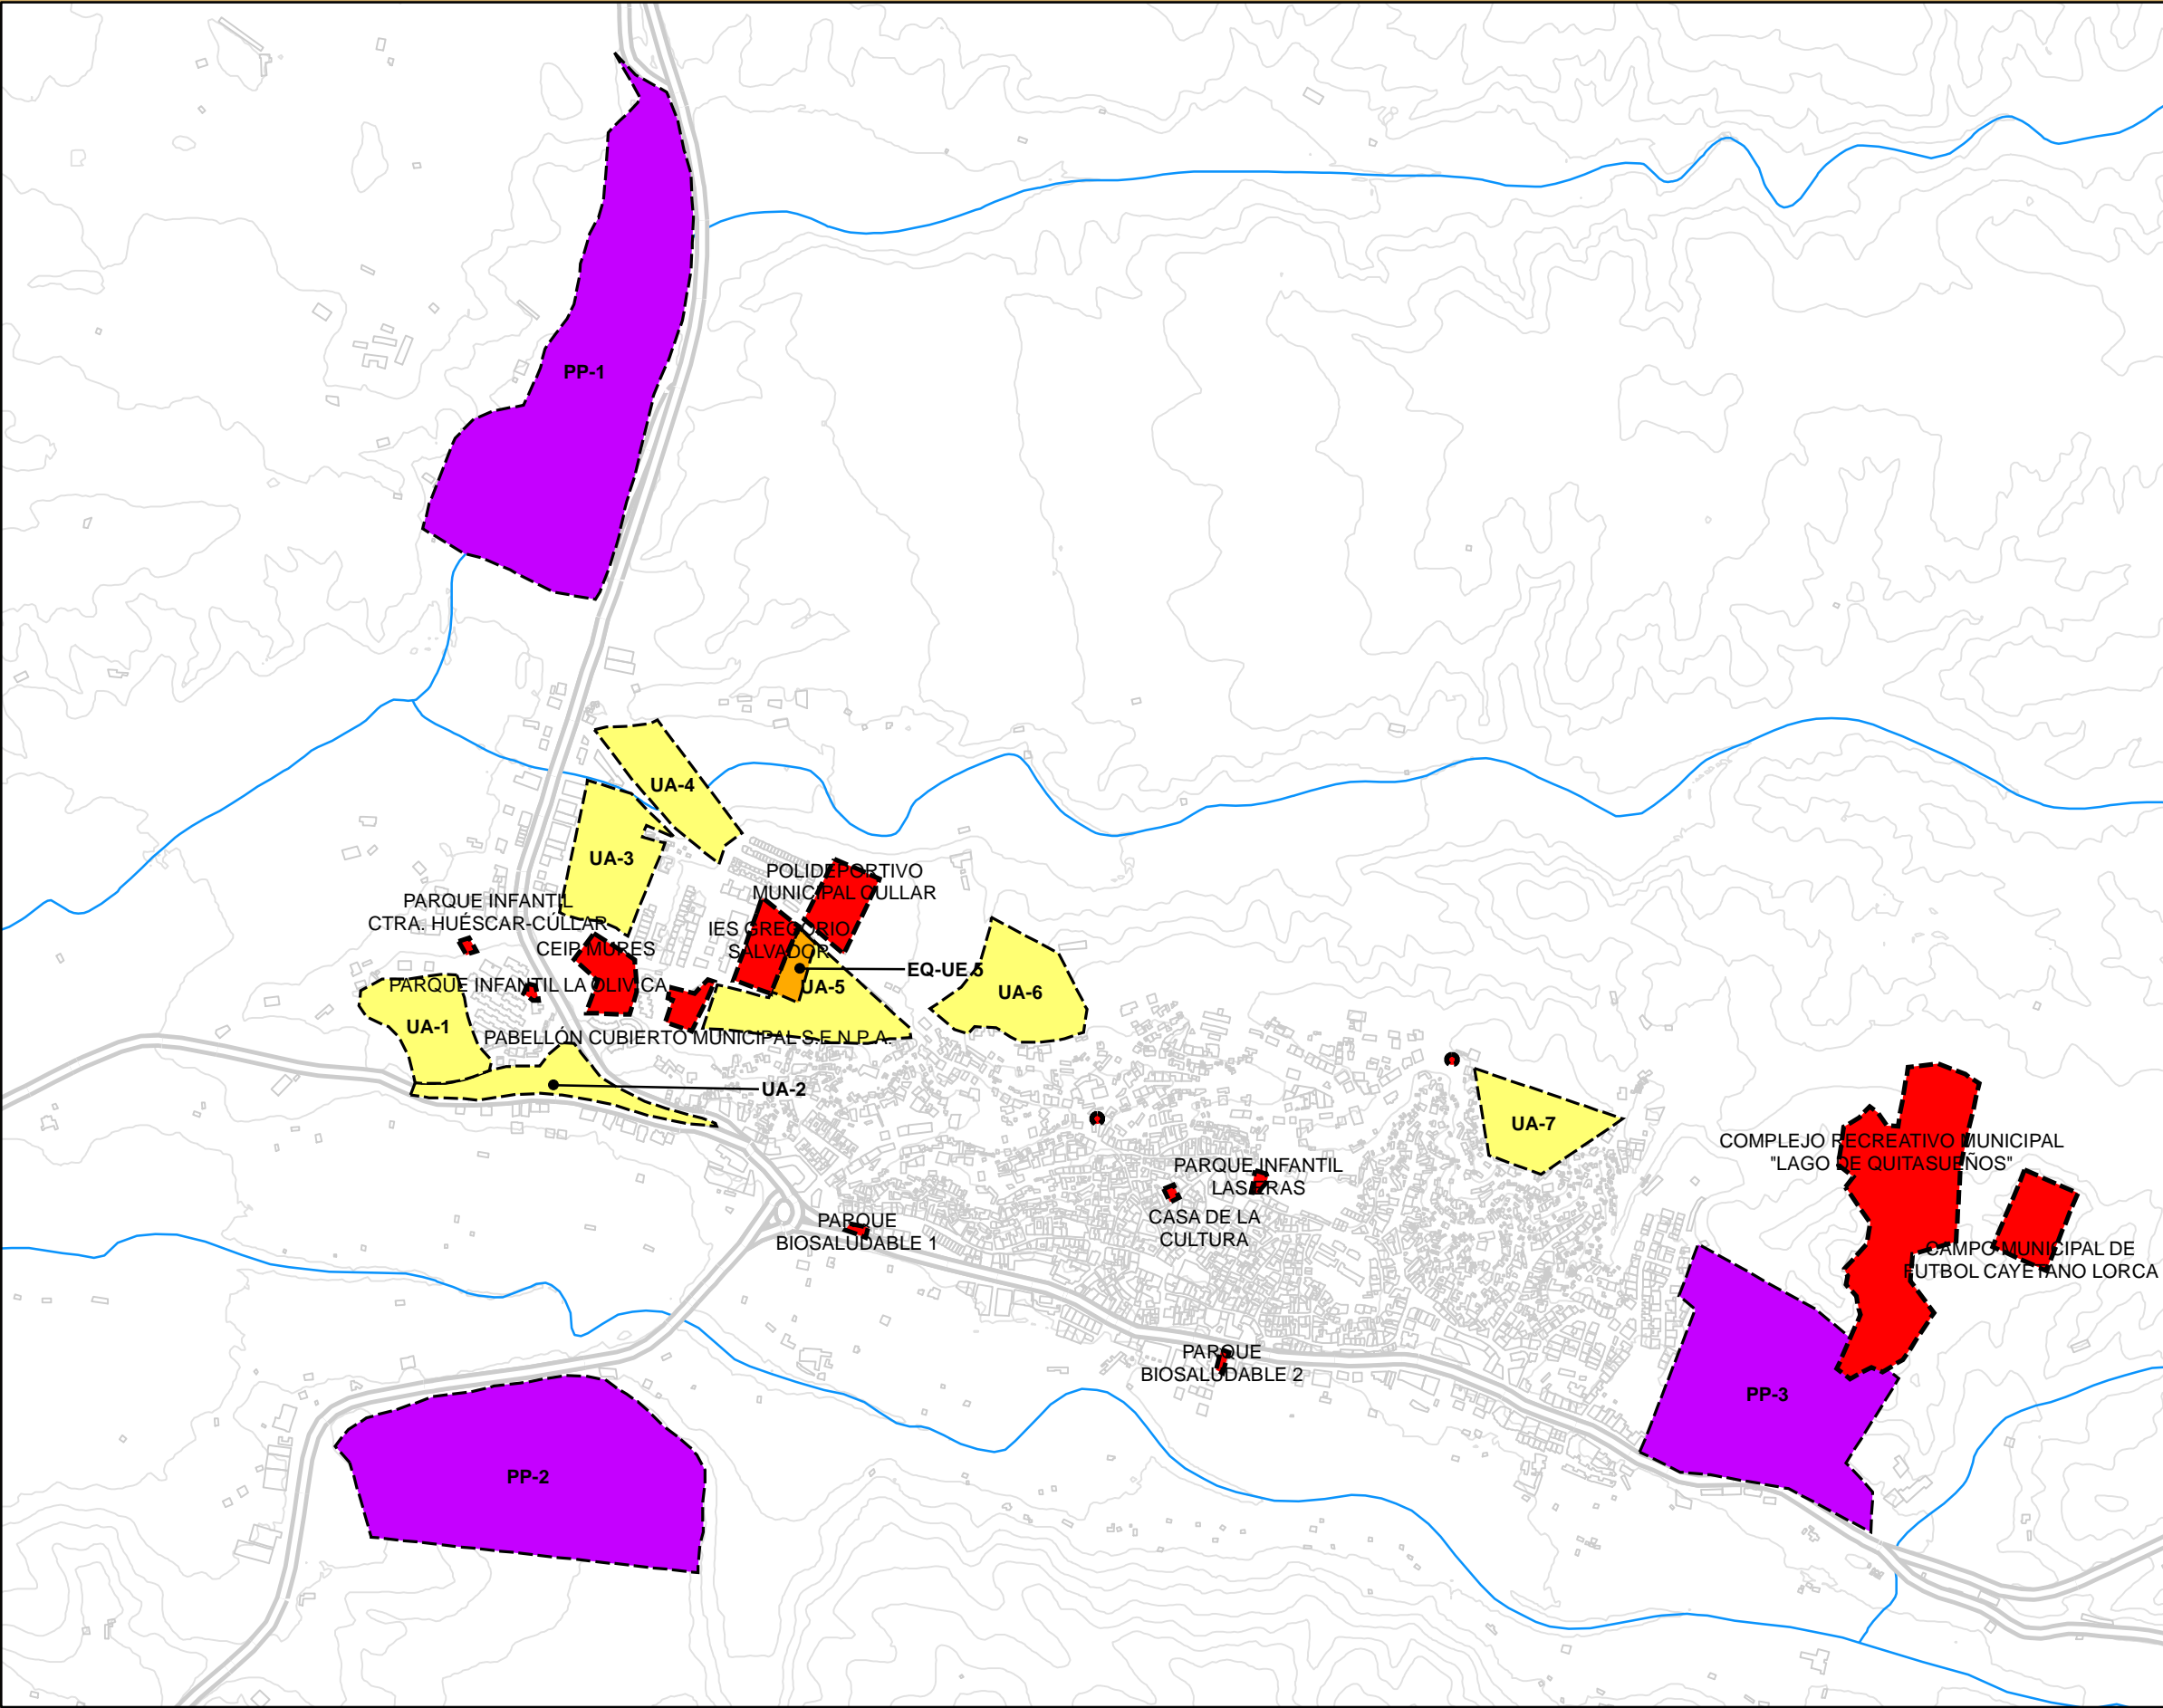 PP-1
UA-4
UA-3
POLIDEPORTIVO
MUNICIPAL CULLAR
PARQUE INFANTIL
CTRA. HUÉSCAR-CÚLLAR
IES GREGORIO
SALVADOR
CEIP MURES
EQ-UE 5
PARQUE INFANTIL LA OLIVICA
UA-5
UA-6
UA-1
PABELLÓN CUBIERTO MUNICIPAL S.E.N.P.A.
UA-2
UA-7
COMPLEJO RECREATIVO MUNICIPAL
"LAGO DE QUITASUEÑOS"
PARQUE INFANTIL
LAS ERAS
CASA DE LA
CULTURA
PARQUE
BIOSALUDABLE 1
CAMPO MUNICIPAL DE
FUTBOL CAYETANO LORCA
PARQUE
BIOSALUDABLE 2
PP-3
PP-2